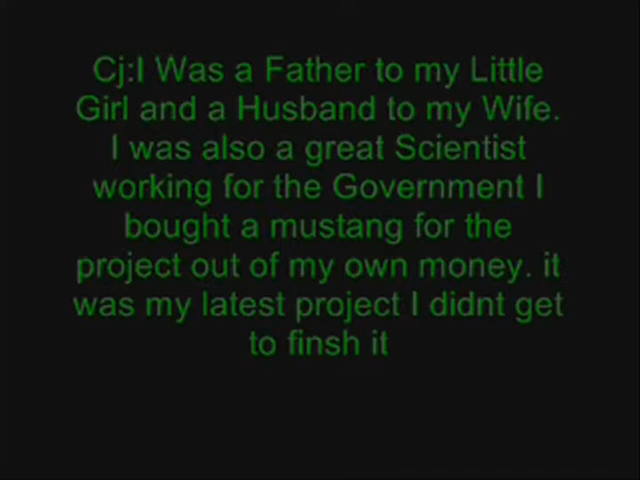 Cj:I Was a Father to my Little
Girl and a Husband to my Wife.
I was also a great Scientist
working for the Government I
bought a mustang for the
project out of my own money. it
was my latest project I didnt get
to finsh it